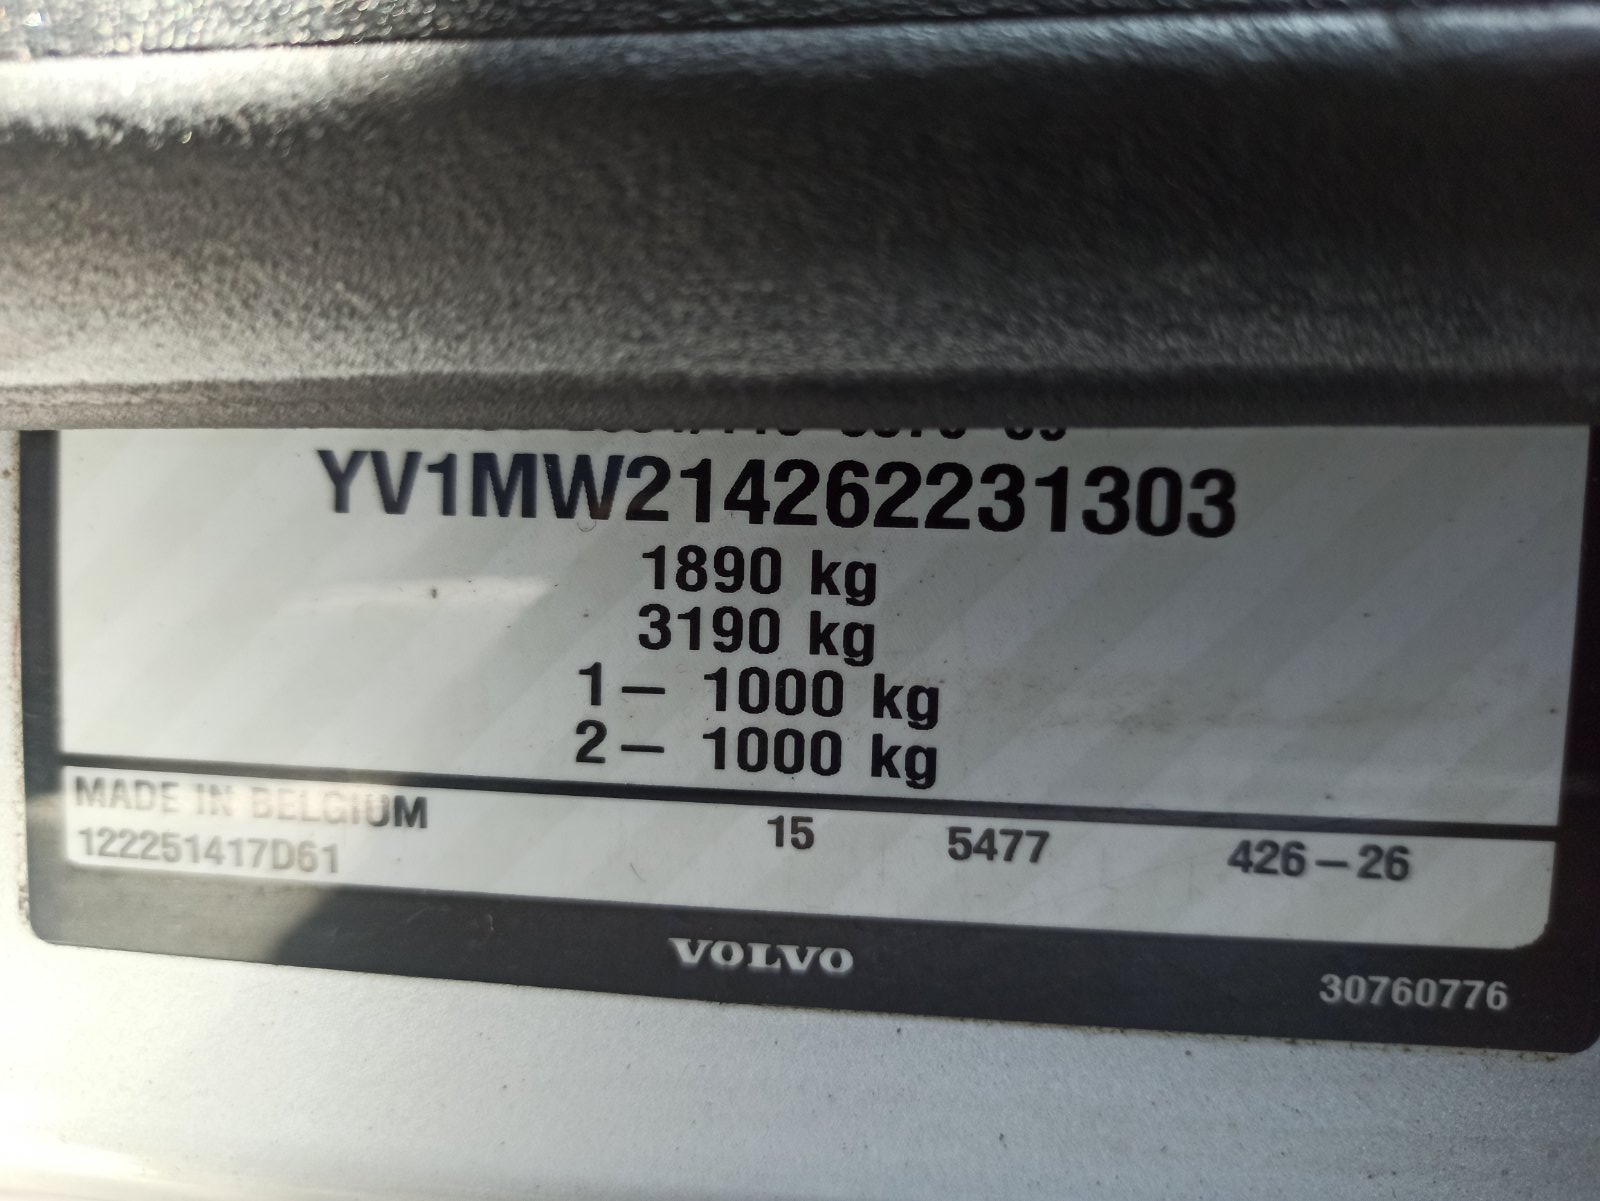 YV1MW214262231303
1890 kg
3190 kg
1 — 1000 kg
2 — 1000 kg
MADE IN BELGIUM
122251417D61 15 5477 426—26
VOLVO
30760776